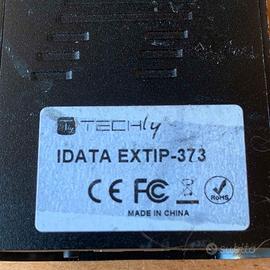 TECHly
IDATA EXTIP-373
CE FC RoHS
MADE IN CHINA
subito